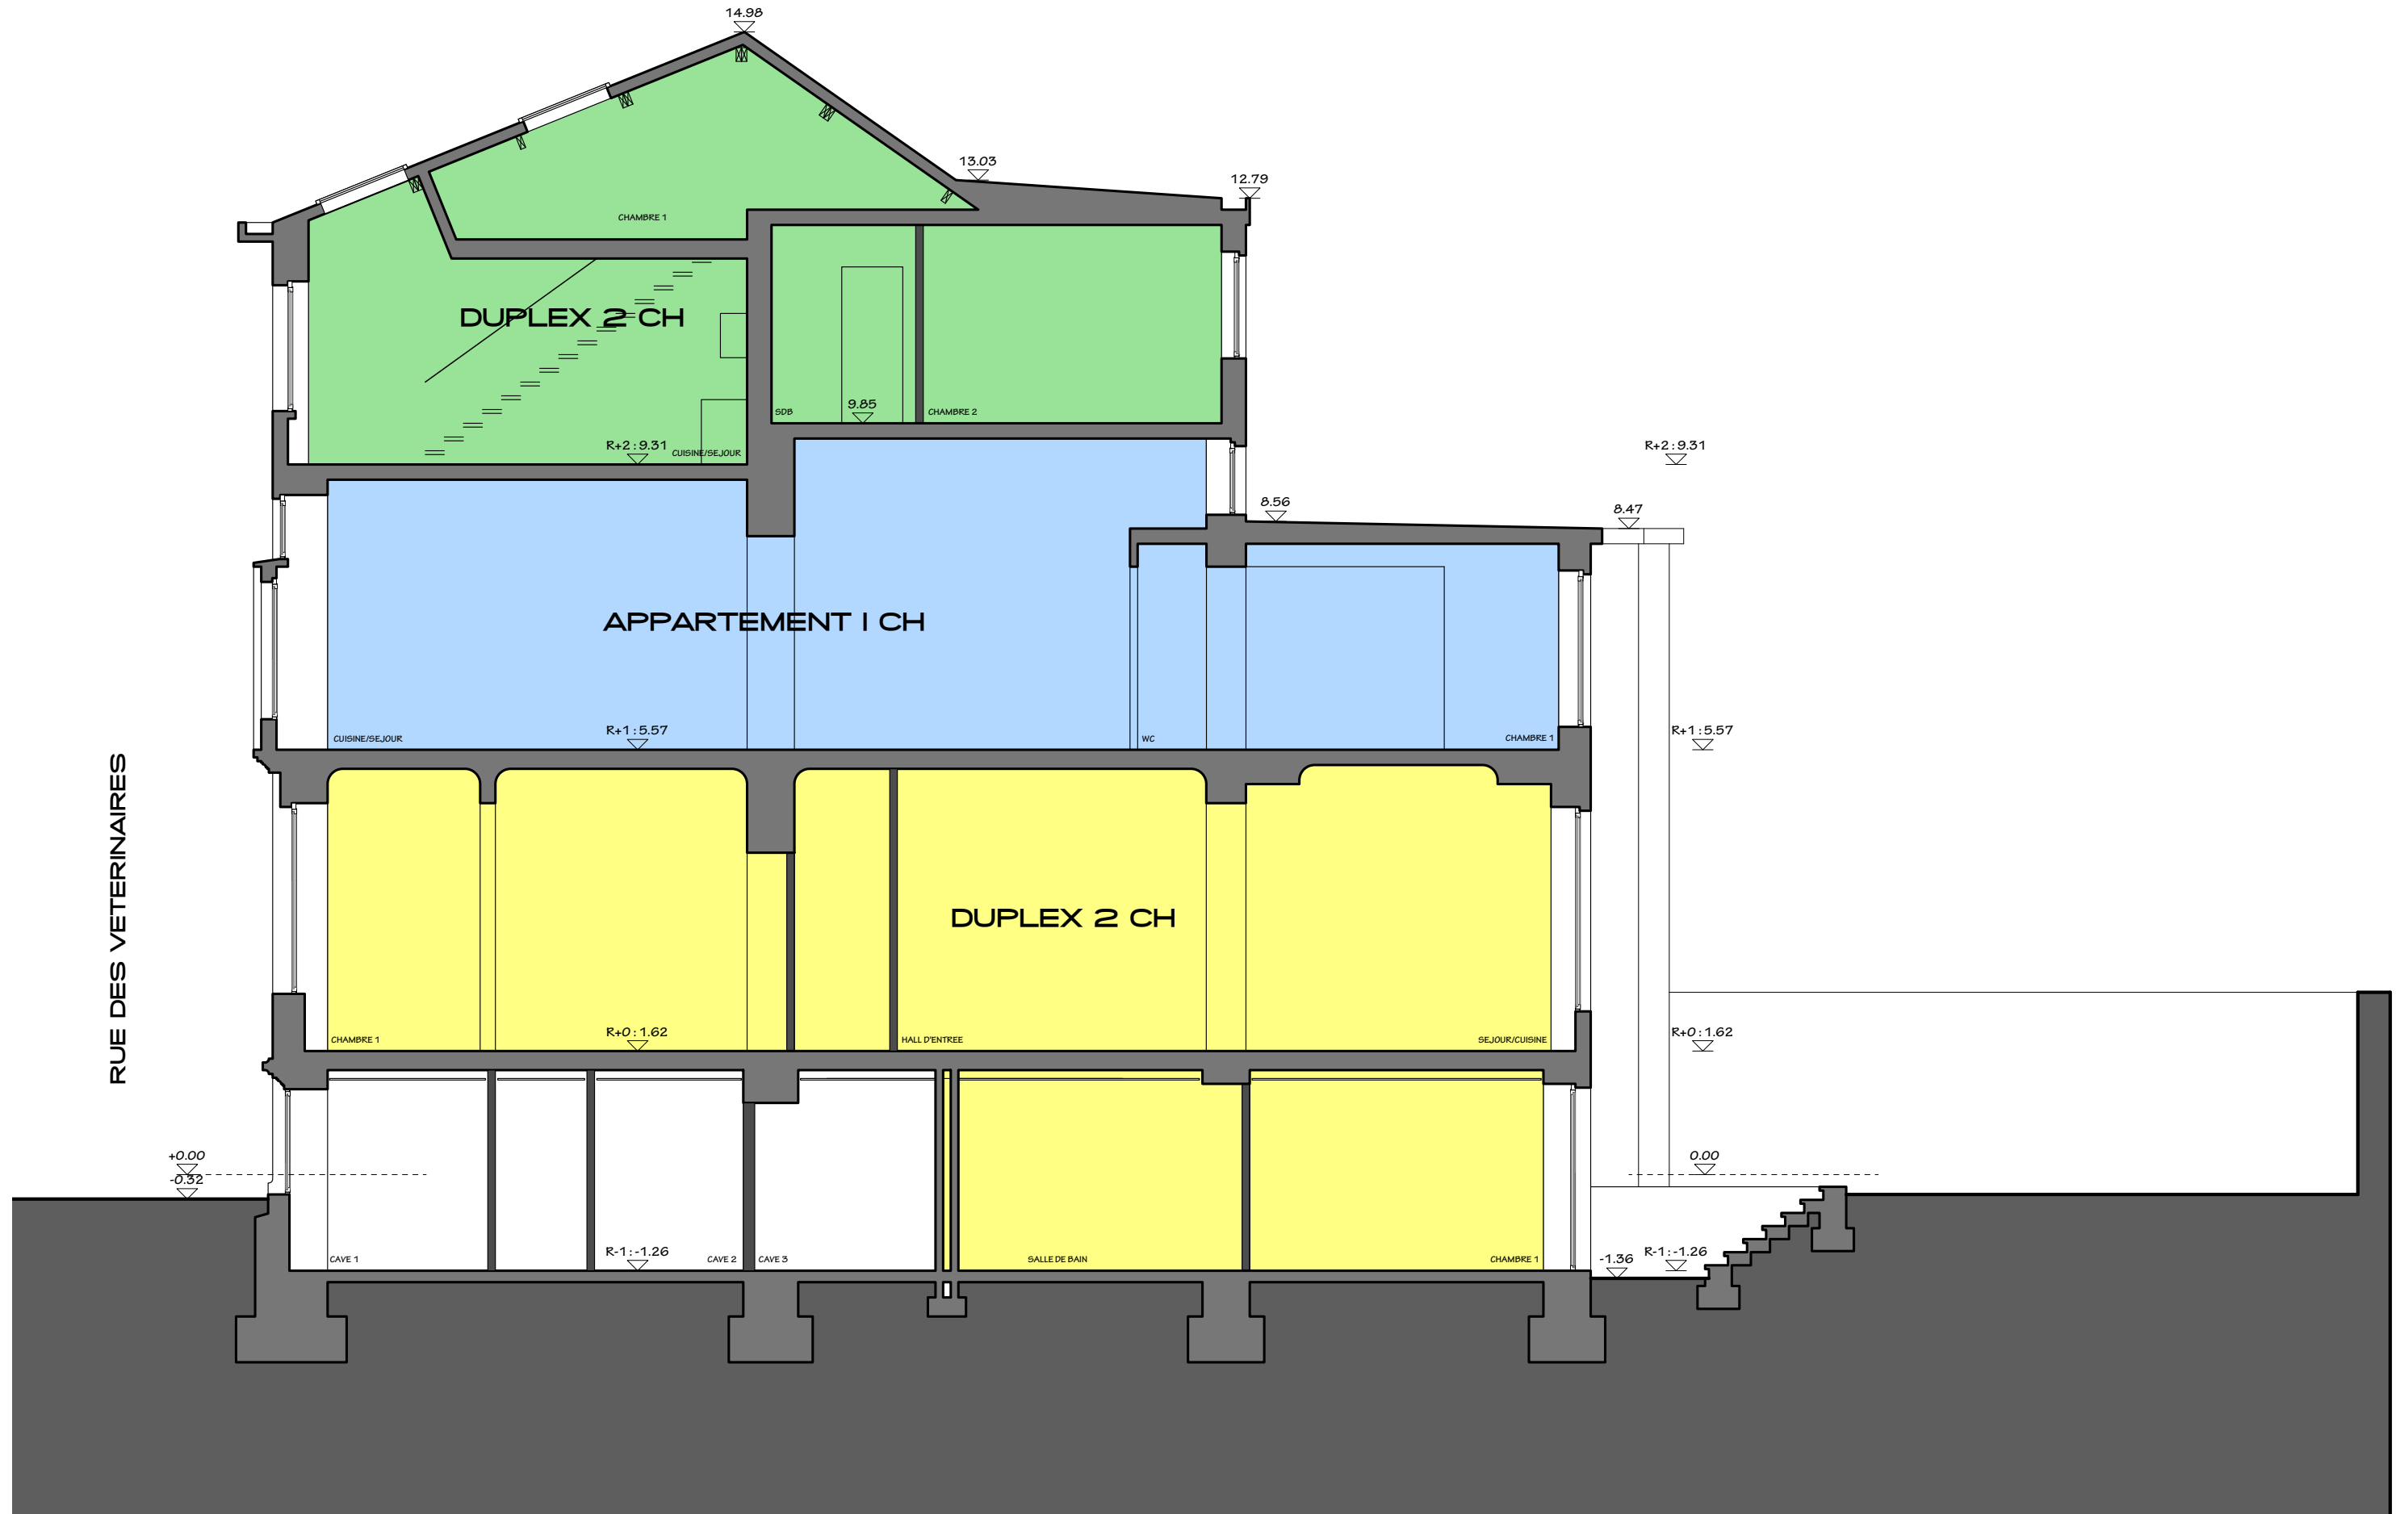 14.98
13.03
12.79
CHAMBRE 1
DUPLEX 2 CH
SDB
9.85
CHAMBRE 2
R+2 : 9.31
CUISINE/SEJOUR
R+2 : 9.31
8.56
8.47
APPARTEMENT 1 CH
CUISINE/SEJOUR
R+1 : 5.57
WC
CHAMBRE 1
R+1 : 5.57
RUE DES VETERINAIRES
DUPLEX 2 CH
CHAMBRE 1
R+0 : 1.62
HALL D'ENTREE
SEJOUR/CUISINE
R+0 : 1.62
+0.00
-0.32
0.00
CAVE 1
R-1 : -1.26
CAVE 2
CAVE 3
SALLE DE BAIN
CHAMBRE 1
-1.36
R-1 : -1.26